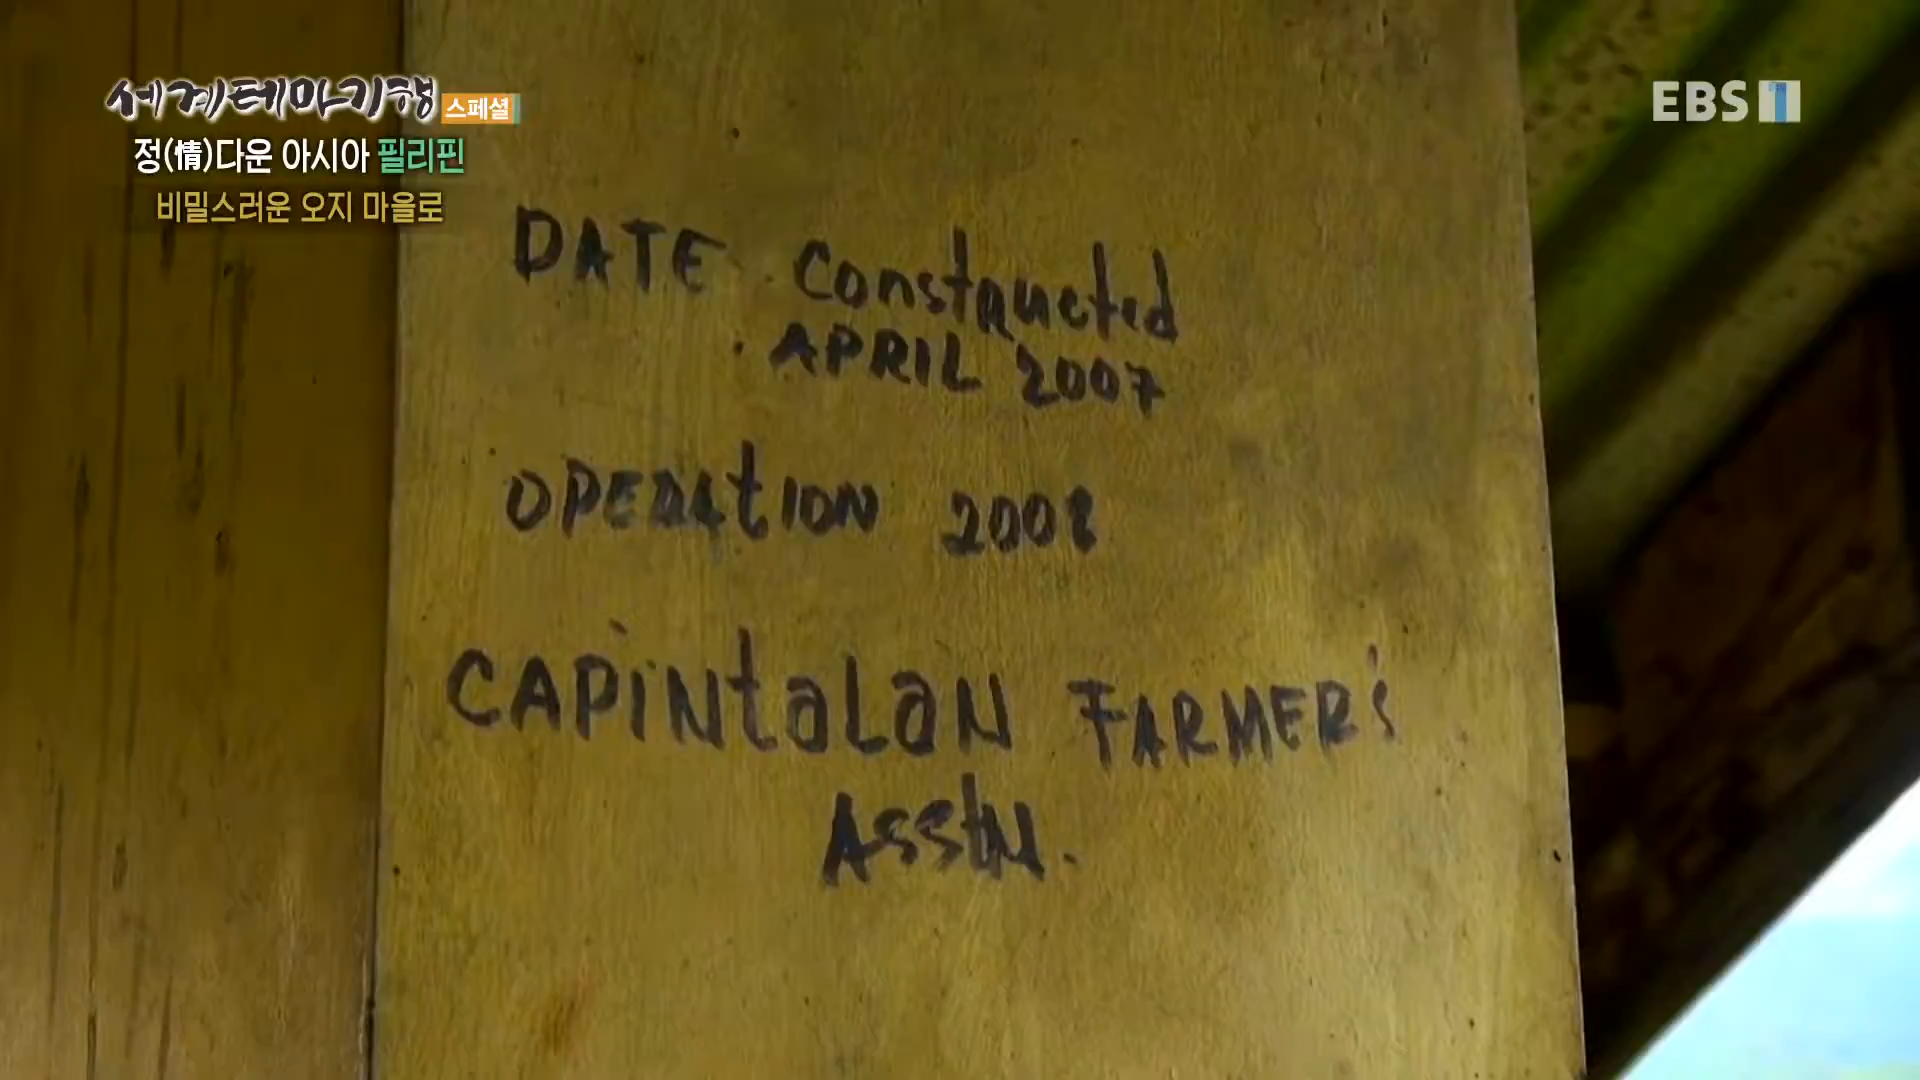 세계테마기행 스페셜
정(情)다운 아시아 필리핀
비밀스러운 오지 마을로
EBS 1
DATE Constructed
APRIL 2007
OPERAtION 2008
CAPiNtaLaN FARMER'S
ASStN.